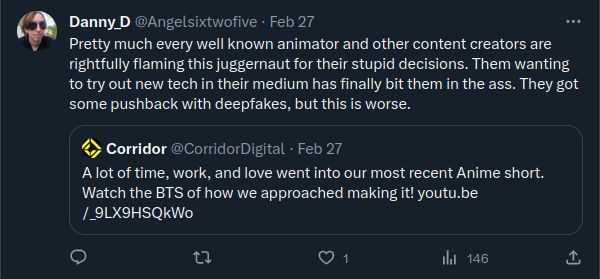 Danny_D @Angelsixtwofive · Feb 27
Pretty much every well known animator and other content creators are
rightfully flaming this juggernaut for their stupid decisions. Them wanting
to try out new tech in their medium has finally bit them in the ass. They got
some pushback with deepfakes, but this is worse.
Corridor @CorridorDigital · Feb 27
A lot of time, work, and love went into our most recent Anime short.
Watch the BTS of how we approached making it! youtu.be
/_9LX9HSQkWo
1 146